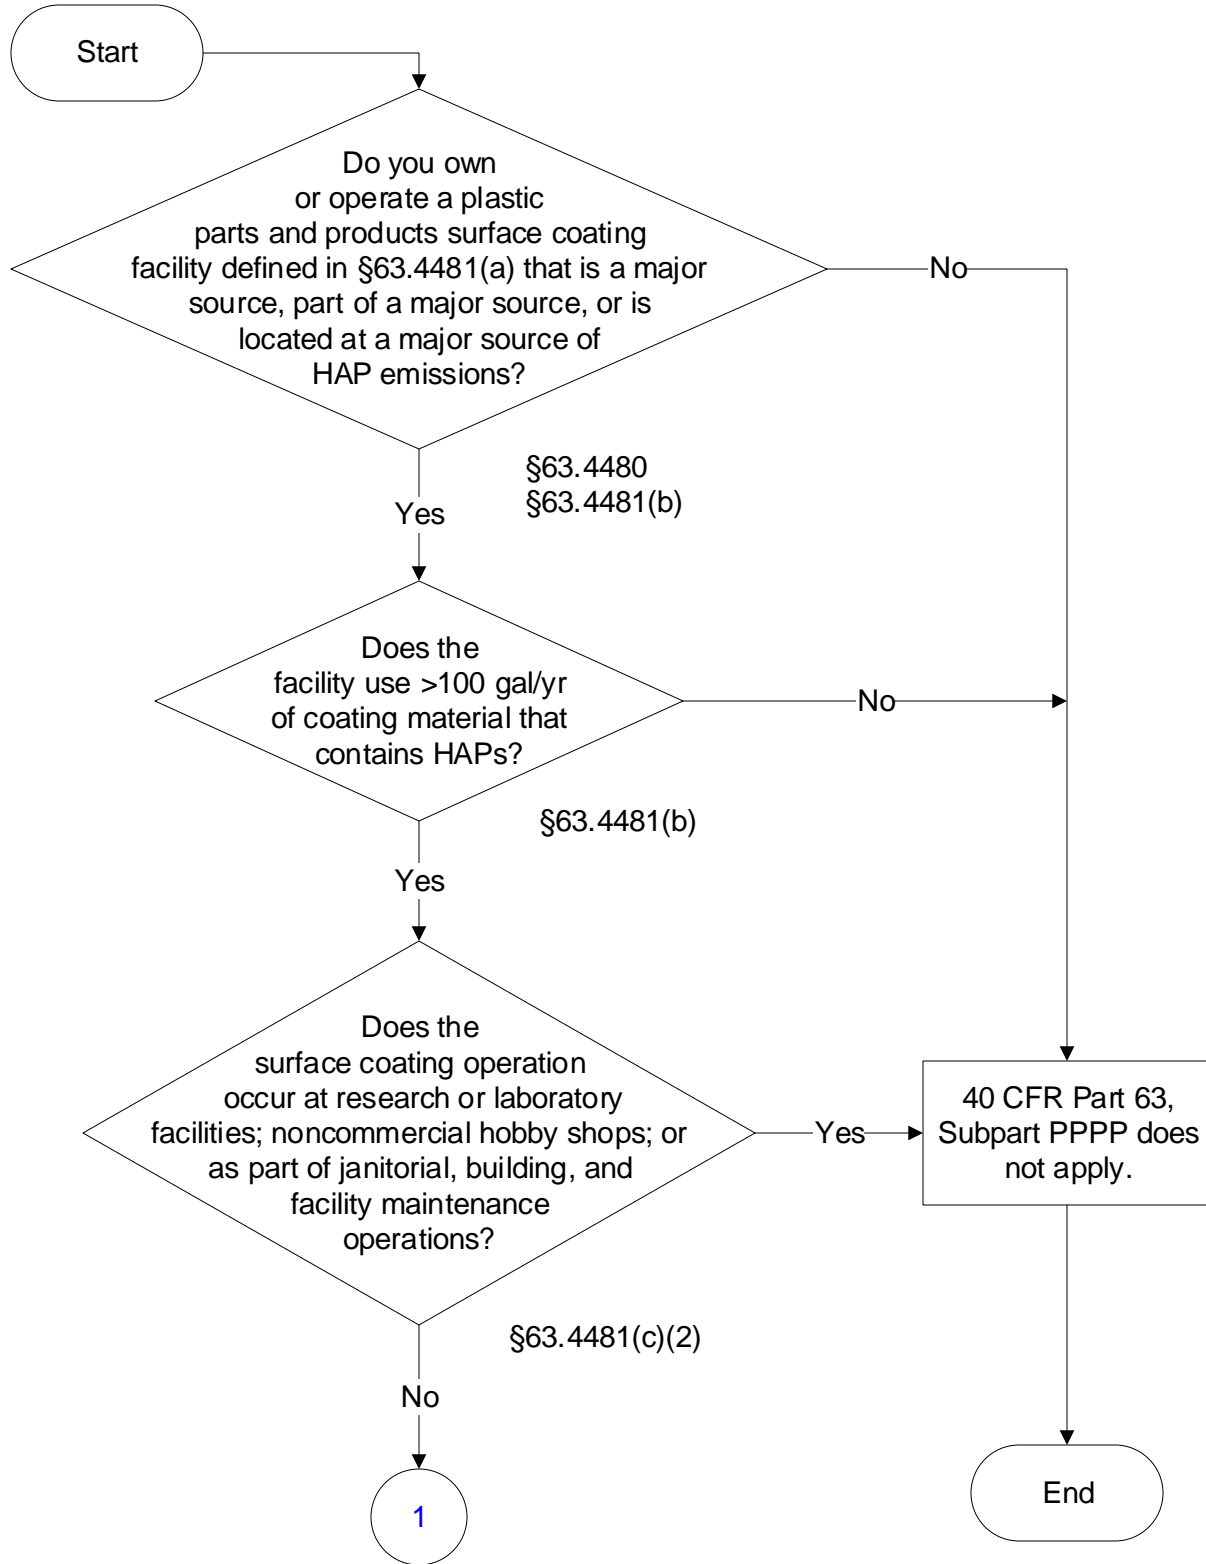 Start
Do you own
or operate a plastic
parts and products surface coating
facility defined in §63.4481(a) that is a major
source, part of a major source, or is
located at a major source of
HAP emissions?
No
§63.4480
§63.4481(b)
Yes
Does the
facility use >100 gal/yr
of coating material that
contains HAPs?
No
§63.4481(b)
Yes
Does the
surface coating operation
occur at research or laboratory
facilities; noncommercial hobby shops; or
as part of janitorial, building, and
facility maintenance
operations?
Yes
40 CFR Part 63,
Subpart PPPP does
not apply.
§63.4481(c)(2)
No
1
End